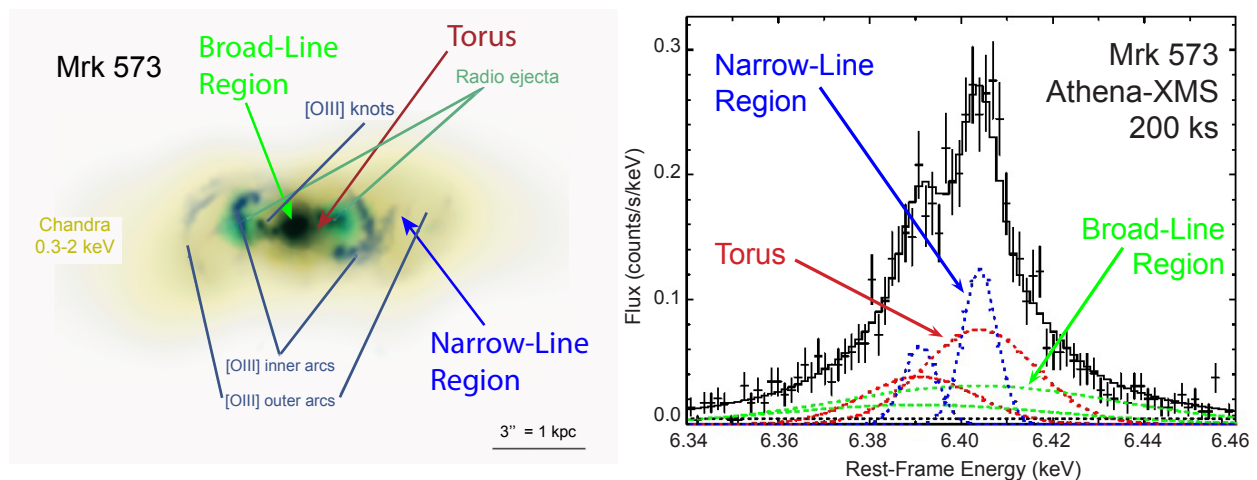 Mrk 573
Broad-Line
Region
Torus
Radio ejecta
[OIII] knots
Chandra
0.3-2 keV
Narrow-Line
Region
[OIII] inner arcs
[OIII] outer arcs
3’’ = 1 kpc
Flux (counts/s/keV)
0.3
0.2
0.1
0.0
Narrow-Line
Region
Mrk 573
Athena-XMS
200 ks
Torus
Broad-Line
Region
6.34 6.36 6.38 6.40 6.42 6.44 6.46
Rest-Frame Energy (keV)